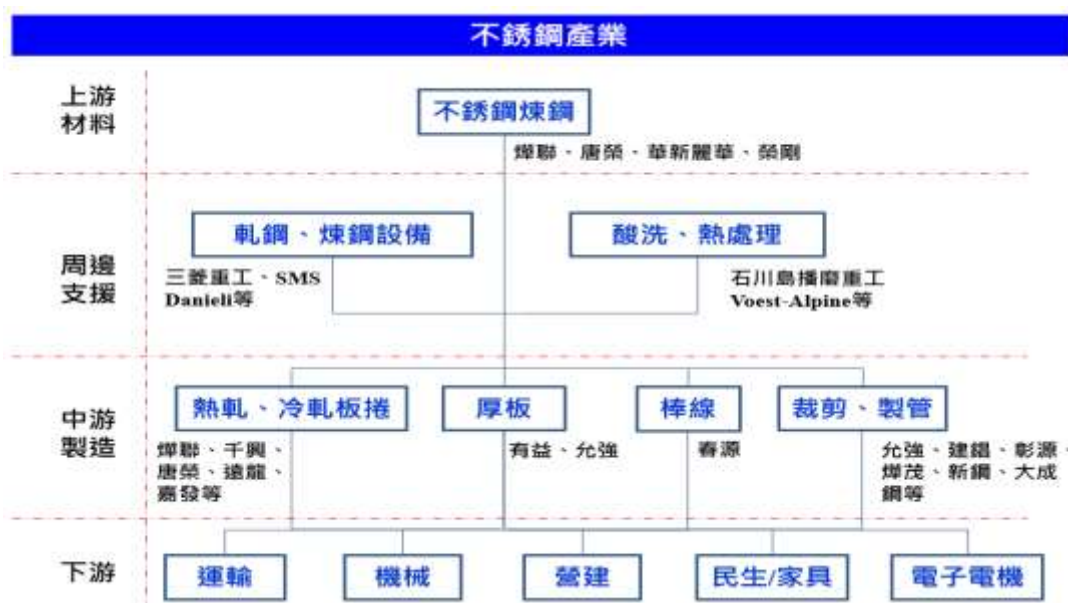 不銹鋼產業
上游
材料
不銹鋼煉鋼
燁聯、唐榮、華新麗華、榮剛
周邊
支援
軋鋼、煉鋼設備
三菱重工、SMS
Danieli等
酸洗、熱處理
石川島播磨重工
Voest-Alpine等
中游
製造
熱軋、冷軋板捲
燁聯、千興、
唐榮、遠龍、
嘉發等
厚板
有益、允強
棒線
春源
裁剪、製管
允強、建錩、彰源、
燁茂、新鋼、大成
鋼等
下游
運輸
機械
營建
民生/家具
電子電機